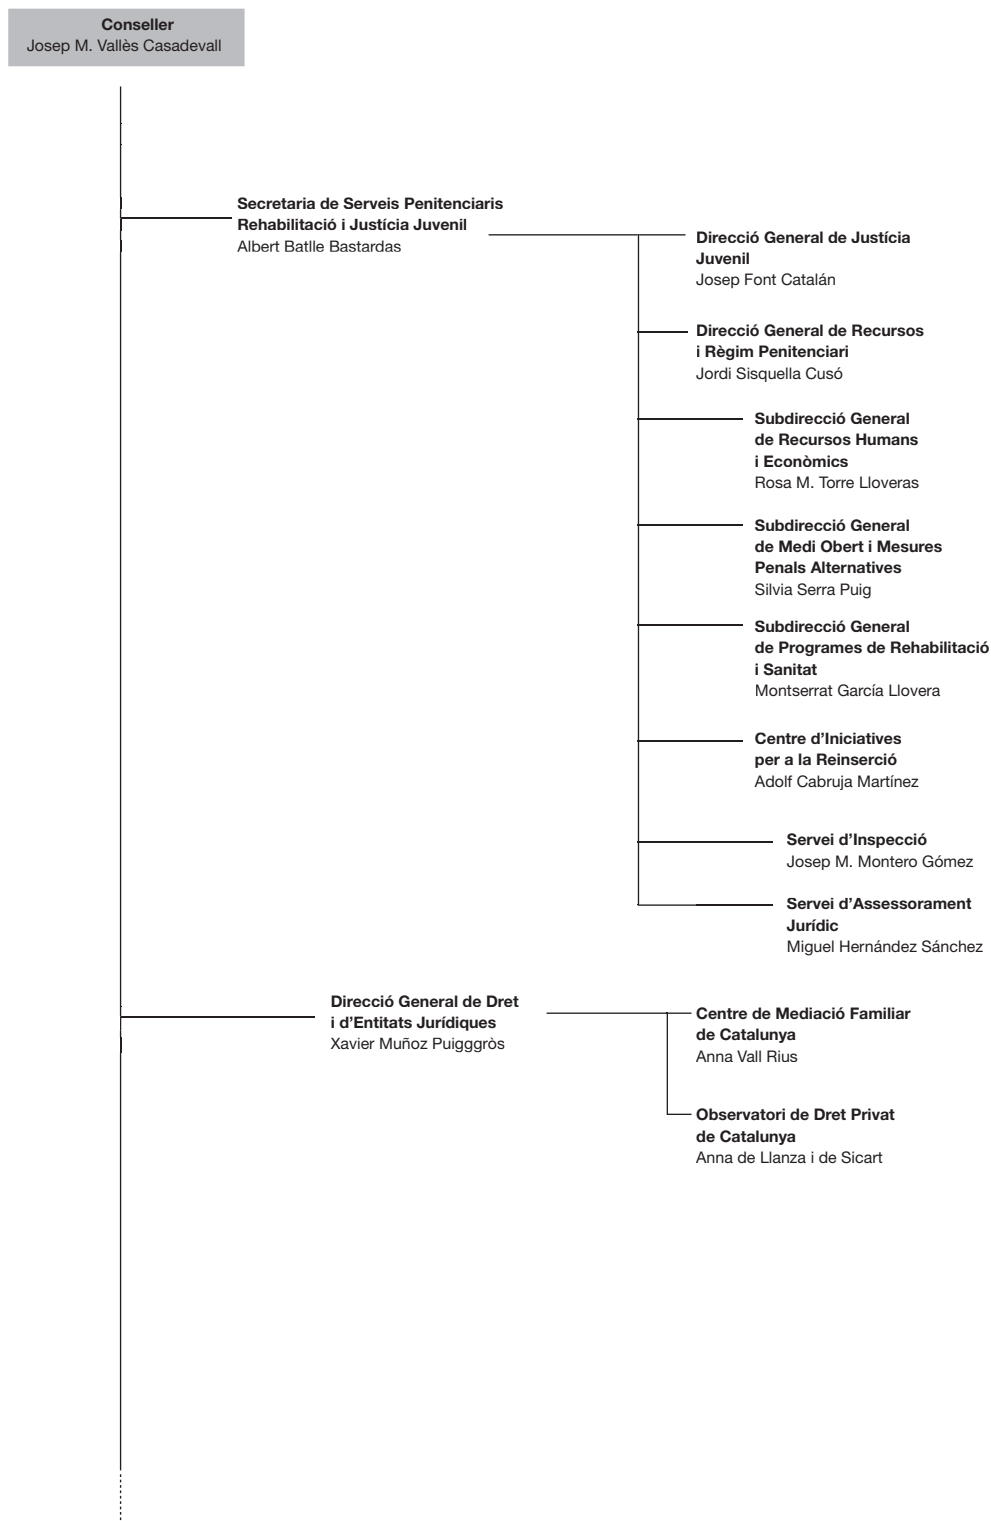 Conseller
Josep M. Vallès Casadevall
Secretaria de Serveis Penitenciaris
Rehabilitació i Justícia Juvenil
Albert Batlle Bastardas
Direcció General de Justícia
Juvenil
Josep Font Catalán
Direcció General de Recursos
i Règim Penitenciari
Jordi Sisquella Cusó
Subdirecció General
de Recursos Humans
i Econòmics
Rosa M. Torre Lloveras
Subdirecció General
de Medi Obert i Mesures
Penals Alternatives
Silvia Serra Puig
Subdirecció General
de Programes de Rehabilitació
i Sanitat
Montserrat García Llovera
Centre d’Iniciatives
per a la Reinserció
Adolf Cabruja Martínez
Servei d’Inspecció
Josep M. Montero Gómez
Servei d’Assessorament
Jurídic
Miguel Hernández Sánchez
Direcció General de Dret
i d’Entitats Jurídiques
Xavier Muñoz Puigggròs
Centre de Mediació Familiar
de Catalunya
Anna Vall Rius
Observatori de Dret Privat
de Catalunya
Anna de Llanza i de Sicart